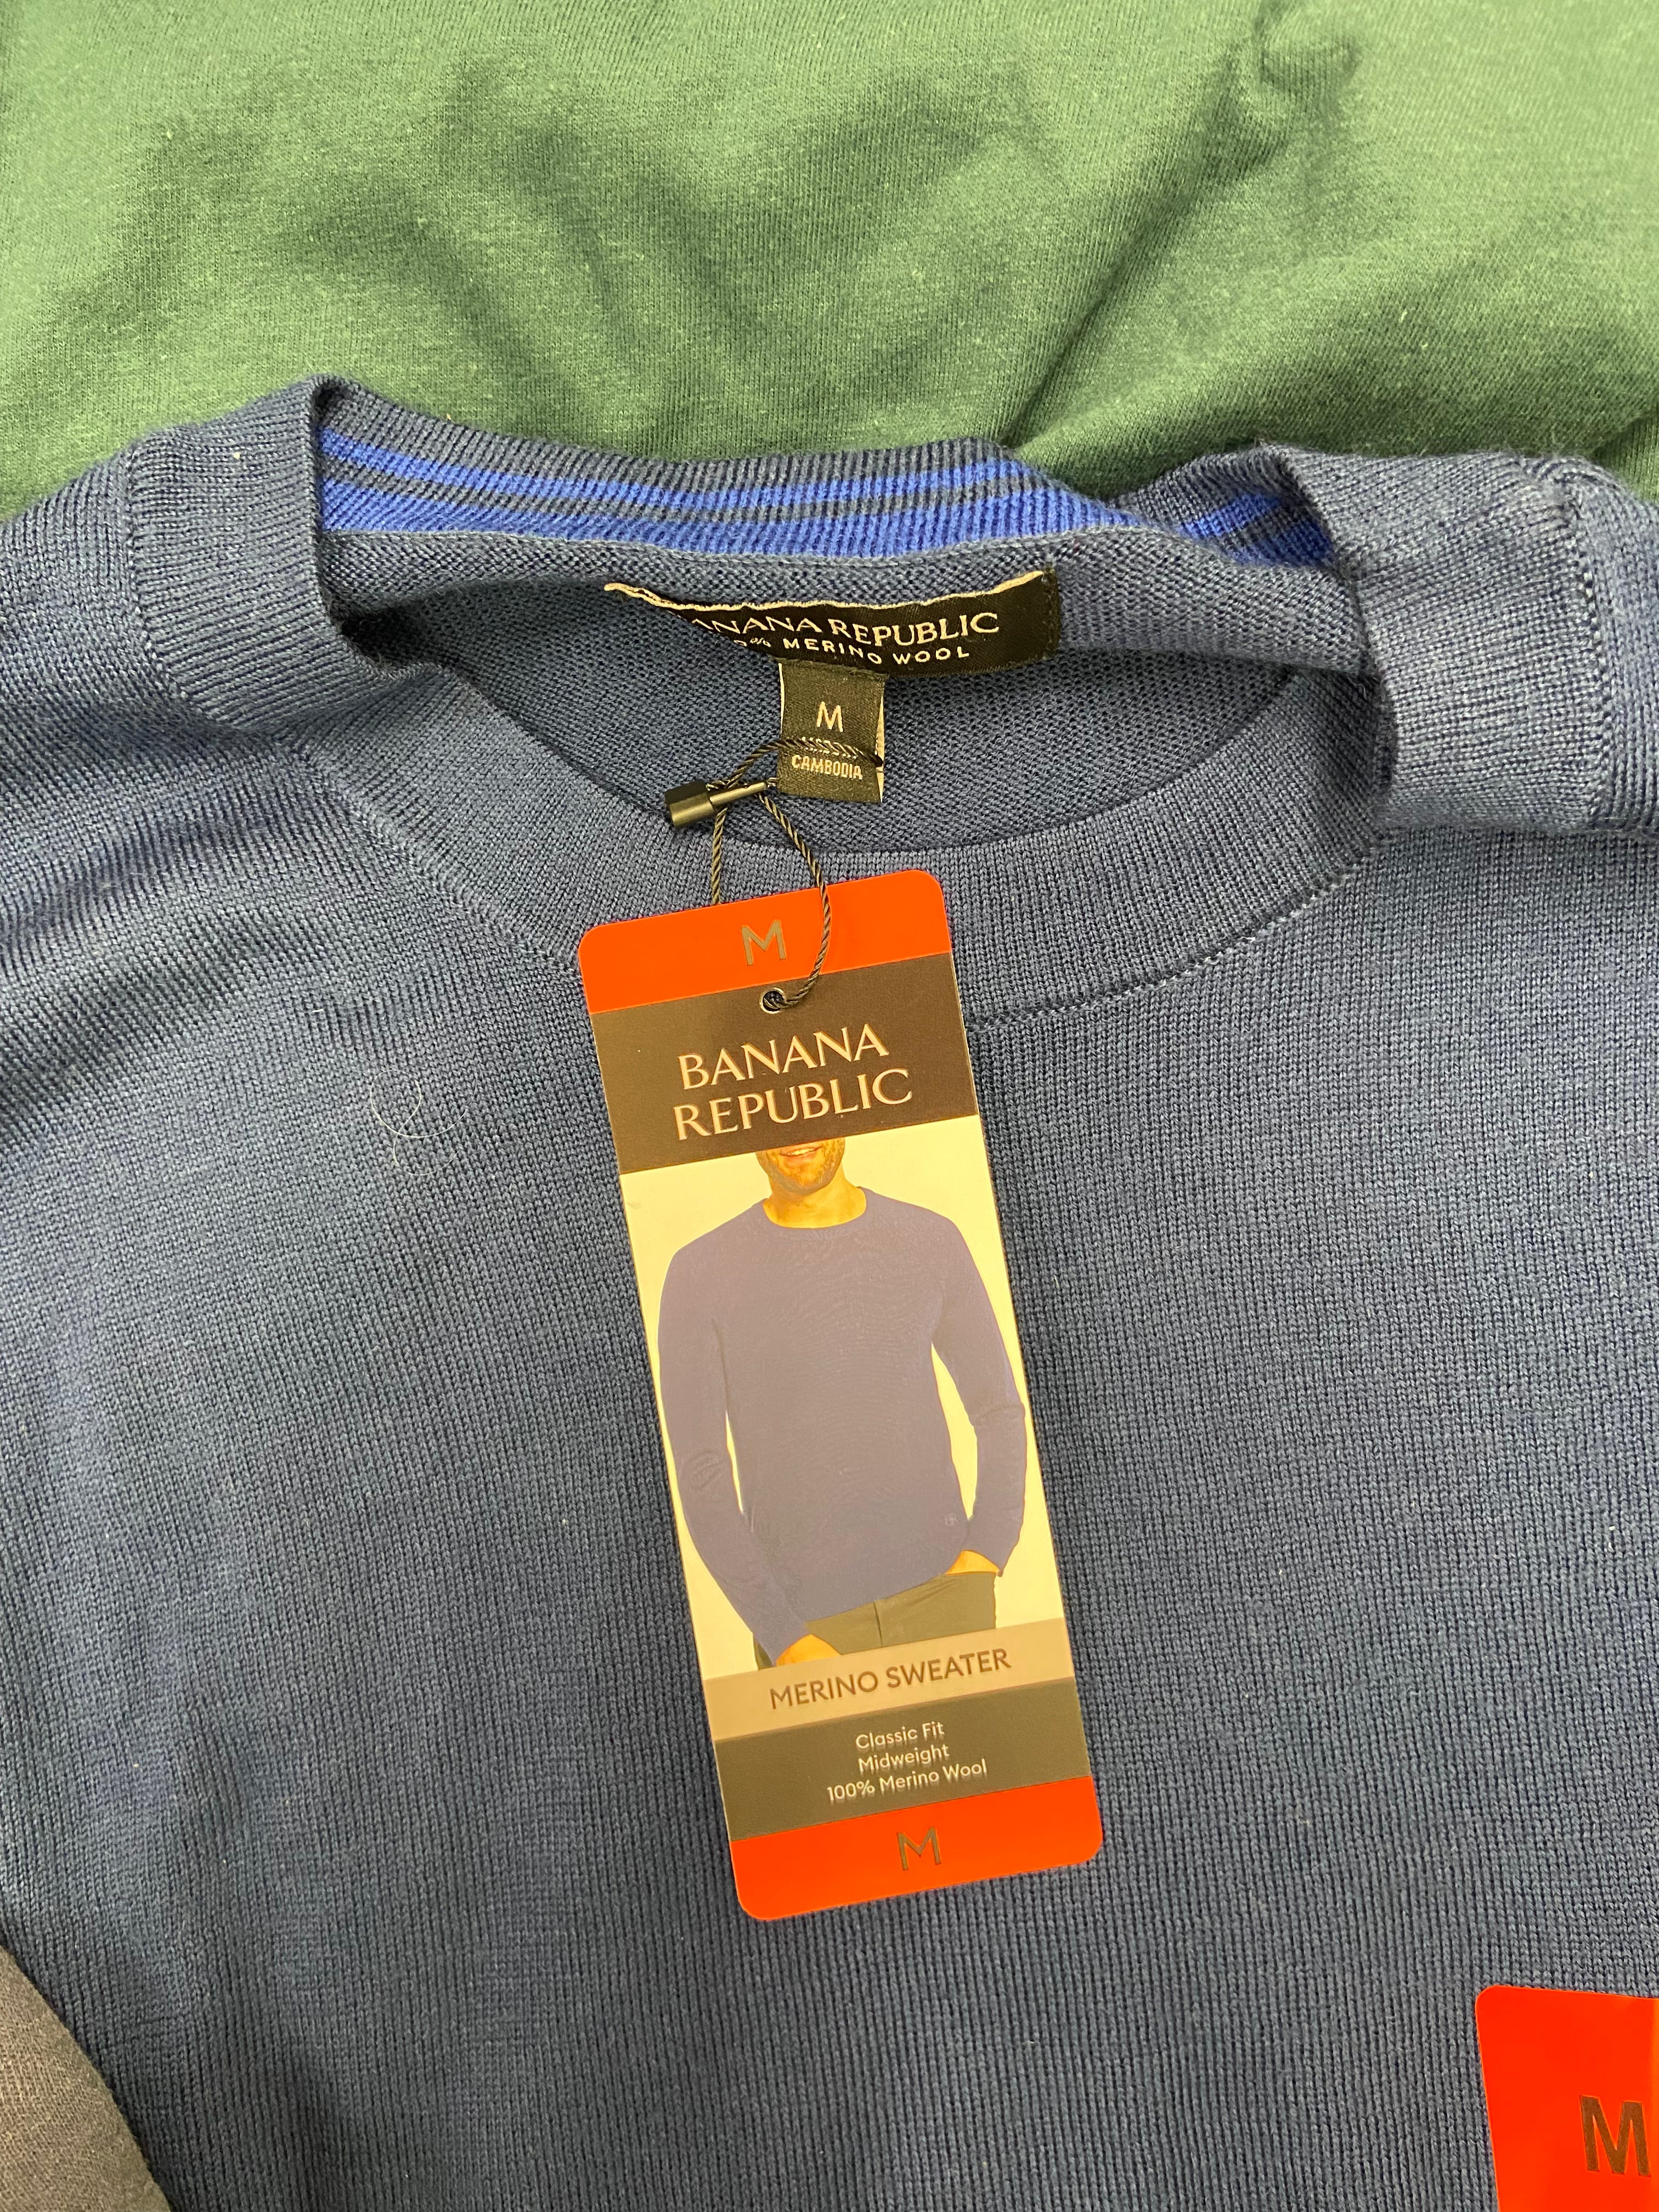 BANANA REPUBLIC
MERINO WOOL
M
CAMBODIA
M
BANANA
REPUBLIC
MERINO SWEATER
Classic Fit
Midweight
100% Merino Wool
M
M